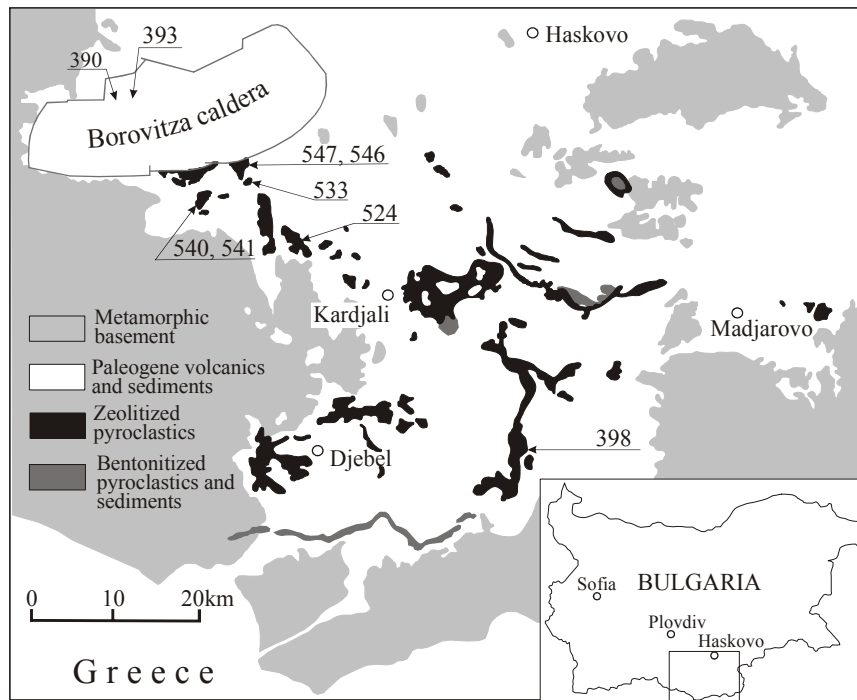 393
Haskovo
390
Borovitza caldera
547, 546
533
524
540, 541
Kardjali
Madjarovo
Metamorphic
basement
Paleogene volcanics
and sediments
Zeolitized
pyroclastics
Bentonitized
pyroclastics and
sediments
Djebel
398
0 10 20km
Greece
BULGARIA
Sofia
Plovdiv
Haskovo